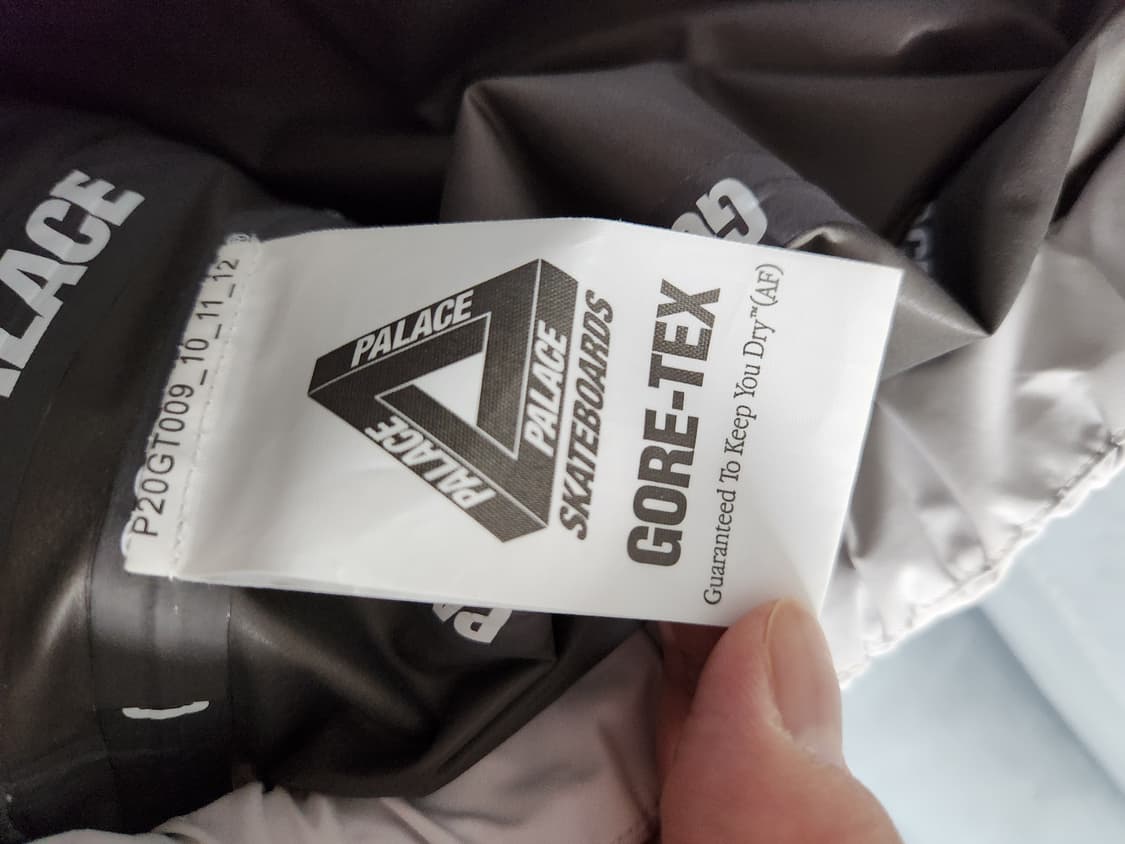 P20GT009_10_11_12
PALACE
PALACE
PALACE
SKATEBOARDS
GORE-TEX
Guaranteed To Keep You Dry™(AF)
PALACE